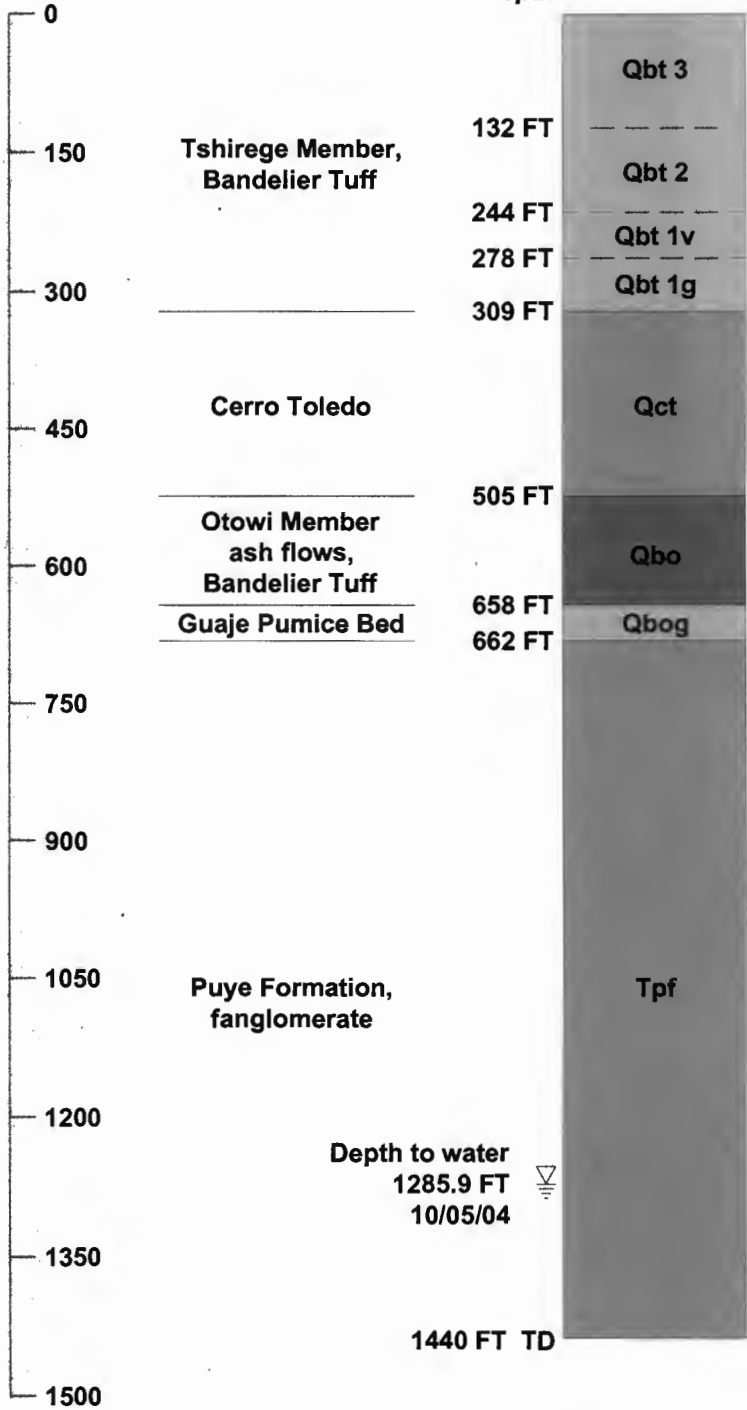 0
Qbt 3
132 FT
150
Tshirege Member,
Bandelier Tuff
Qbt 2
244 FT
Qbt 1v
278 FT
Qbt 1g
300
309 FT
Cerro Toledo
Qct
450
505 FT
Otowi Member
ash flows,
Bandelier Tuff
Qbo
600
658 FT
Guaje Pumice Bed
Qbog
662 FT
750
900
1050
Puye Formation,
fanglomerate
Tpf
1200
Depth to water
1285.9 FT
10/05/04
1350
1440 FT TD
1500